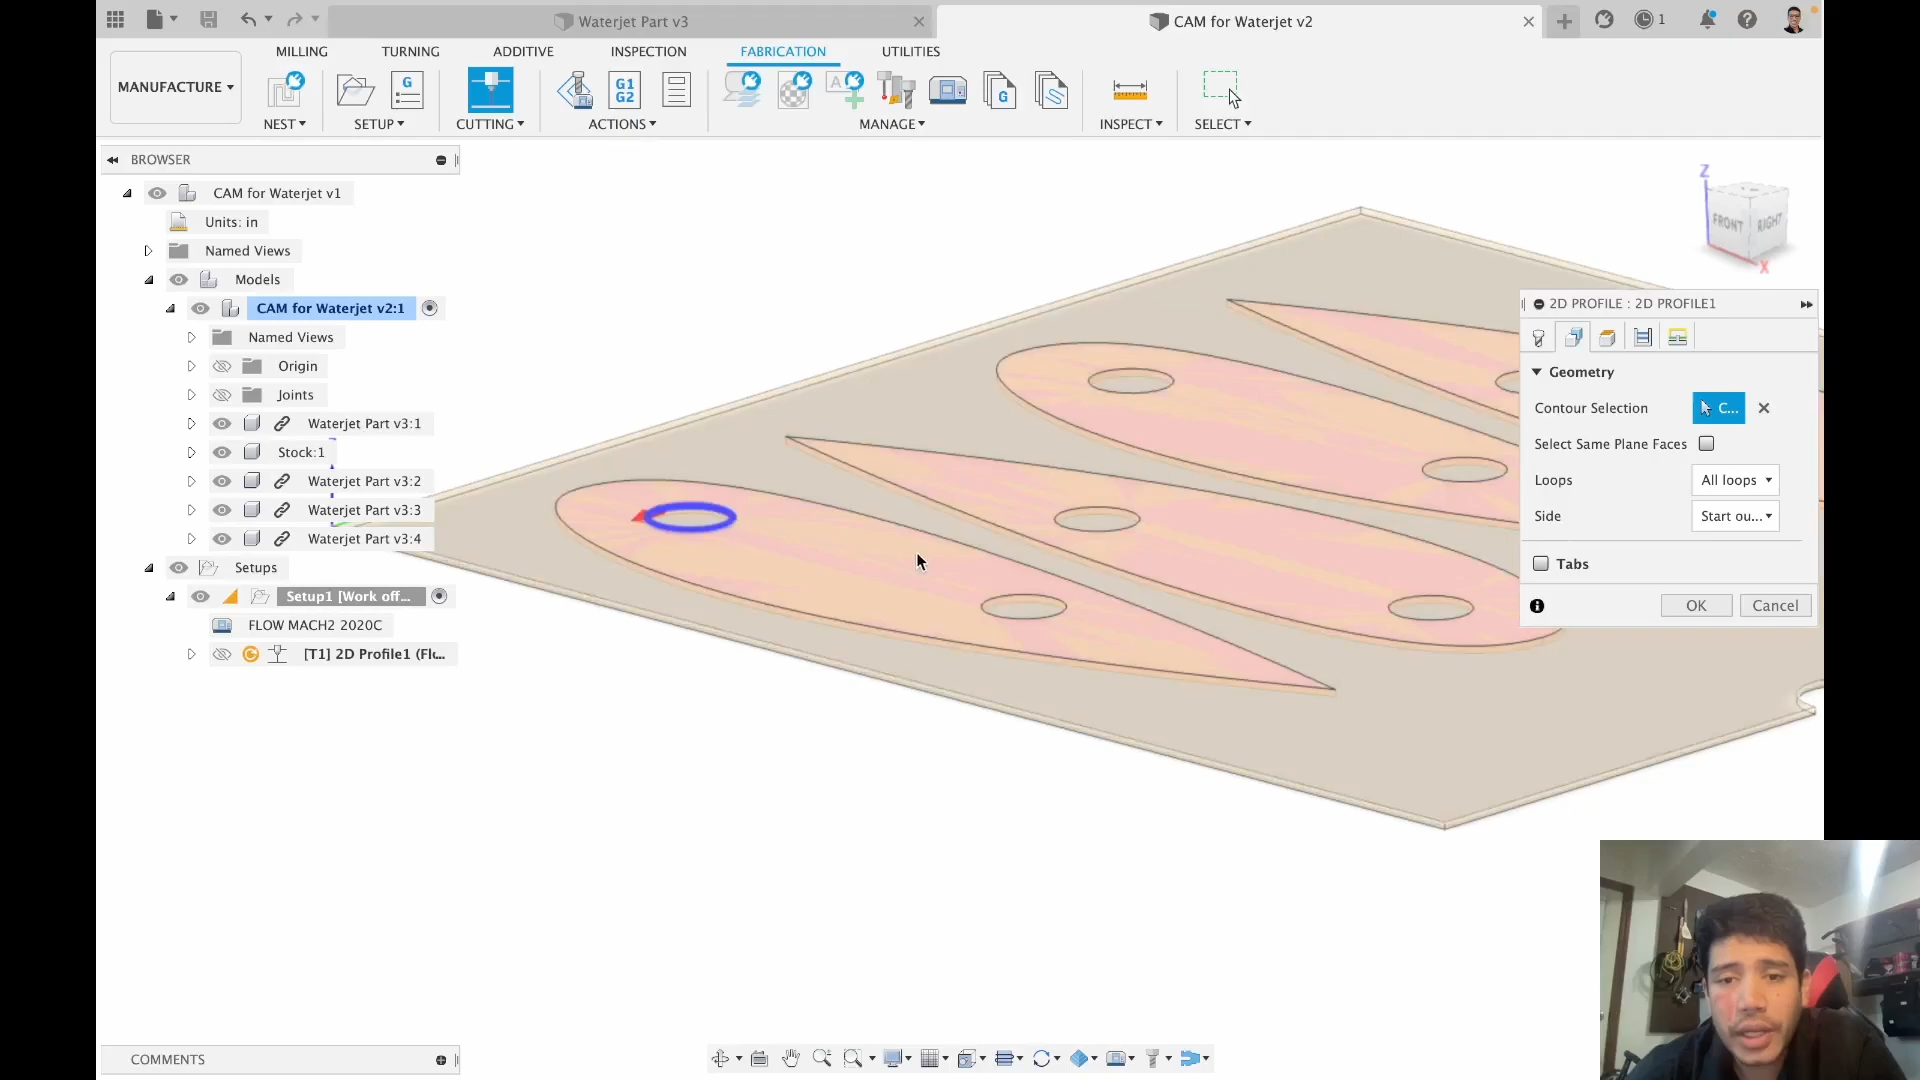 Waterjet Part v3
CAM for Waterjet v2
1
MILLING
TURNING
ADDITIVE
INSPECTION
FABRICATION
UTILITIES
MANUFACTURE
G
G1
G2
A
G
NEST
SETUP
CUTTING
ACTIONS
MANAGE
INSPECT
SELECT
BROWSER
CAM for Waterjet v1
Units: in
Named Views
Models
CAM for Waterjet v2:1
Named Views
Origin
Joints
Waterjet Part v3:1
Stock:1
Waterjet Part v3:2
Waterjet Part v3:3
Waterjet Part v3:4
Setups
Setup1 [Work off...
FLOW MACH2 2020C
[T1] 2D Profile1 (Flo...
Z
FRONT
RIGHT
X
2D PROFILE : 2D PROFILE1
Geometry
Contour Selection
C...
Select Same Plane Faces
Loops
All loops
Side
Start ou...
Tabs
OK
Cancel
COMMENTS